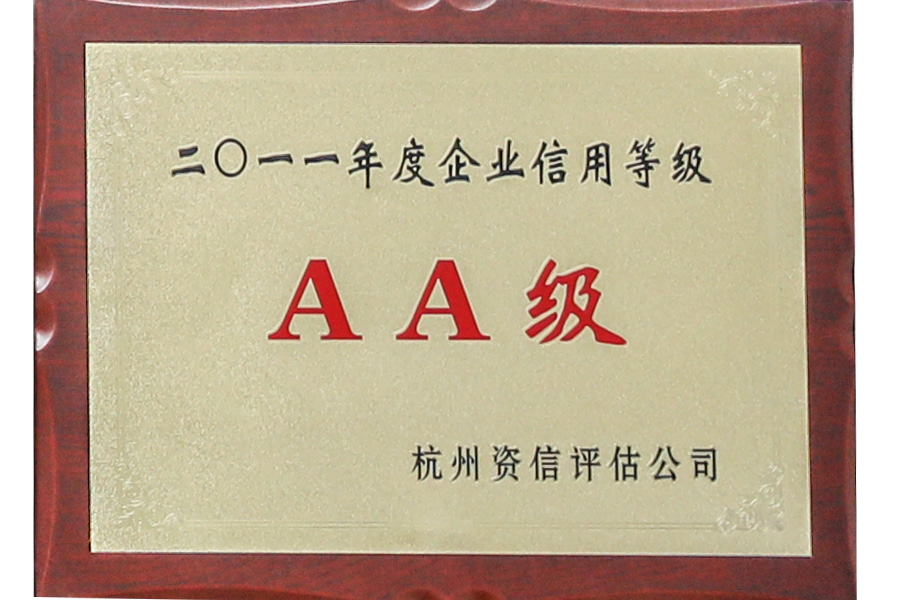 二〇一一年度企业信用等级
AA级
杭州资信评估公司